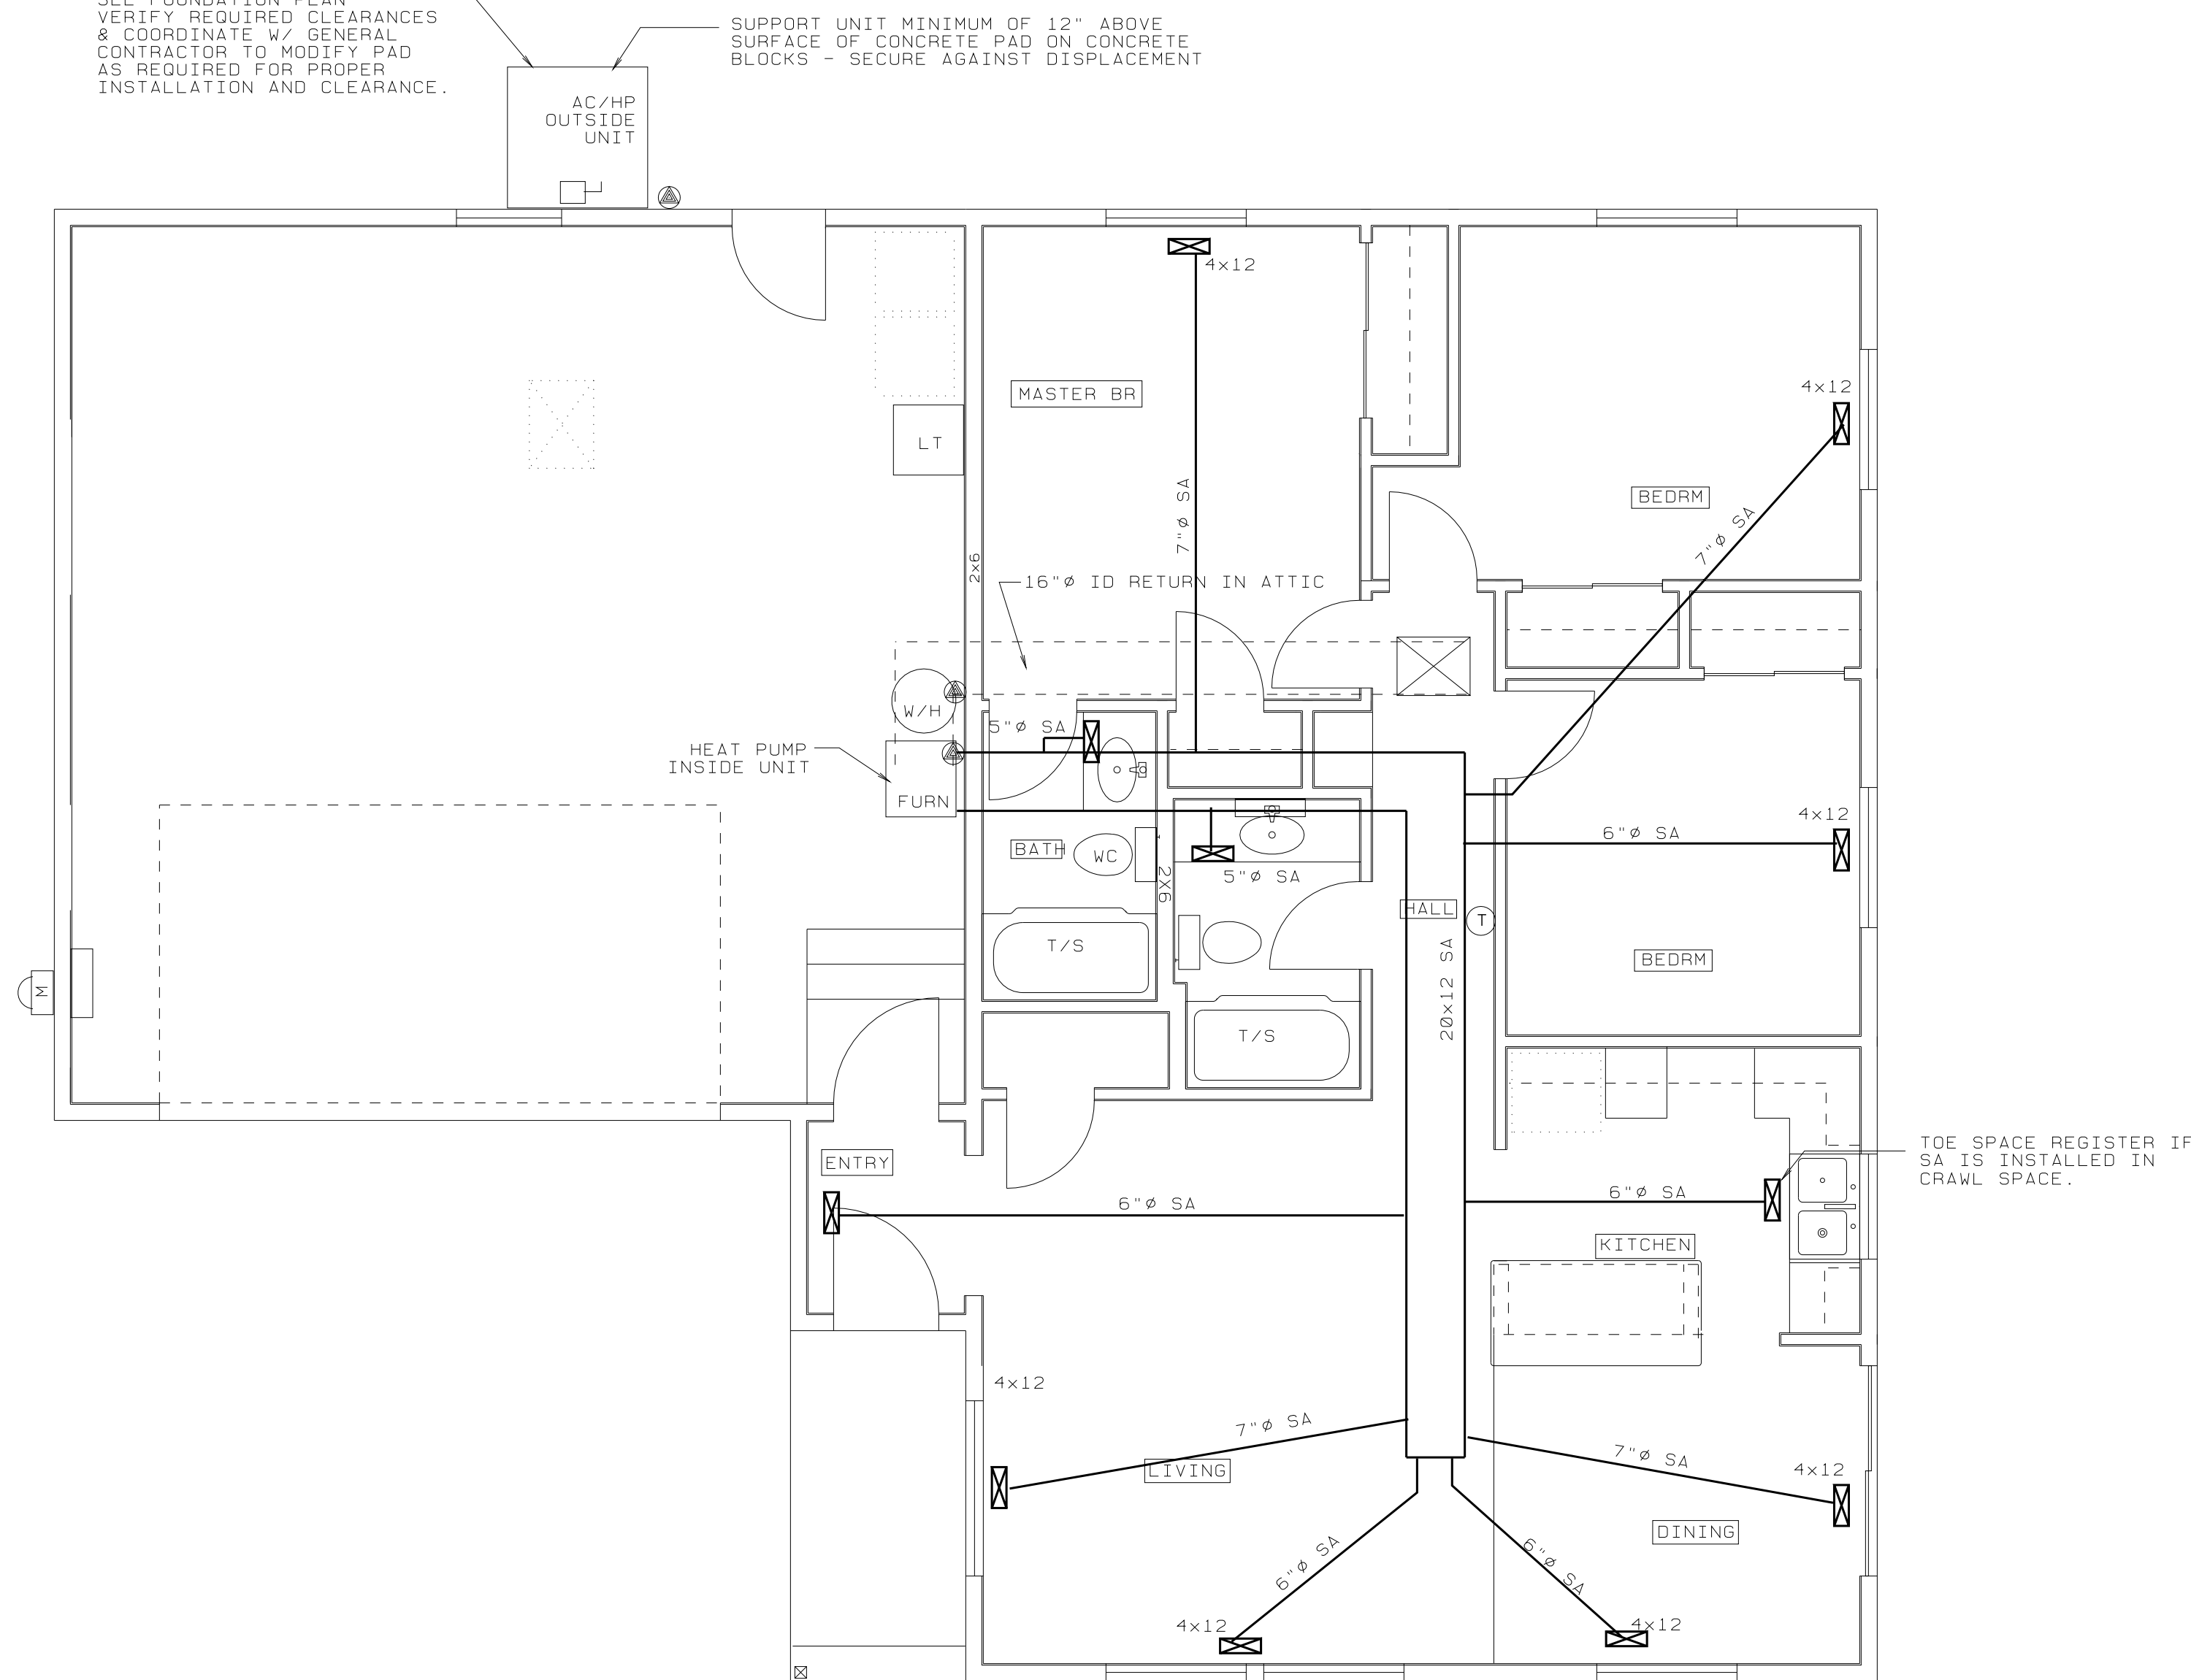 SEE FOUNDATION PLAN
VERIFY REQUIRED CLEARANCES
& COORDINATE W/ GENERAL
CONTRACTOR TO MODIFY PAD
AS REQUIRED FOR PROPER
INSTALLATION AND CLEARANCE.
SUPPORT UNIT MINIMUM OF 12" ABOVE
SURFACE OF CONCRETE PAD ON CONCRETE
BLOCKS - SECURE AGAINST DISPLACEMENT
AC/HP
OUTSIDE
UNIT
4x12
MASTER BR
4x12
LT
7"ø SA
BEDRM
7"ø SA
2x6
16"ø ID RETURN IN ATTIC
W/H
5"ø SA
HEAT PUMP
INSIDE UNIT
FURN
4x12
6"ø SA
BATH
WC
2X6
5"ø SA
HALL
T
T/S
20x12 SA
BEDRM
M
T/S
TOE SPACE REGISTER IF
SA IS INSTALLED IN
CRAWL SPACE.
ENTRY
6"ø SA
6"ø SA
KITCHEN
4x12
7"ø SA
7"ø SA
4x12
LIVING
DINING
6"ø SA
6"ø SA
4x12
4x12